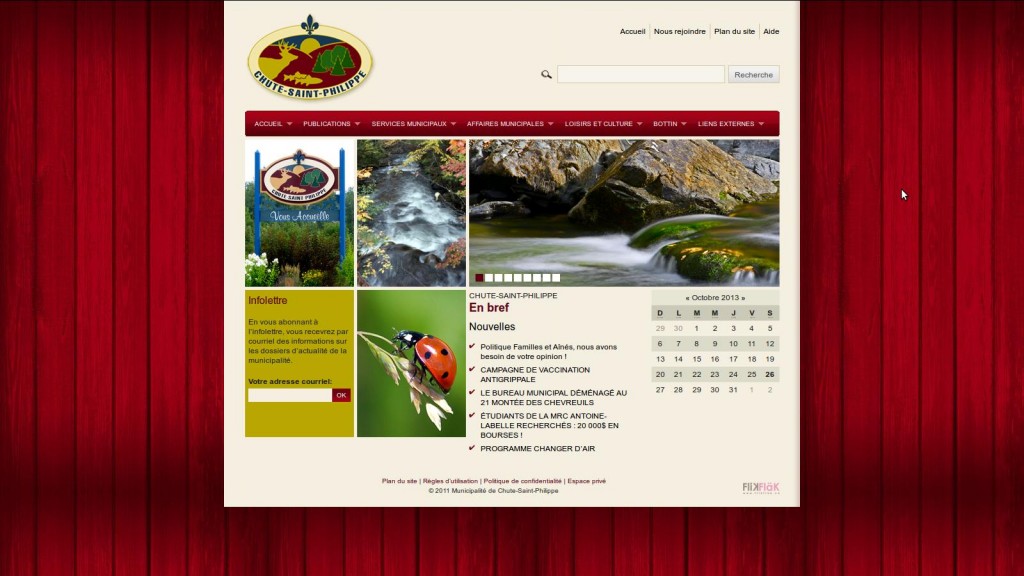 CHUTE-SAINT-PHILIPPE
Accueil
Nous rejoindre
Plan du site
Aide
Recherche
ACCUEIL
PUBLICATIONS
SERVICES MUNICIPAUX
AFFAIRES MUNICIPALES
LOISIRS ET CULTURE
BOTTIN
LIENS EXTERNES
CHUTE SAINT PHILIPPE
Vous Accueille
Infolettre
En vous abonnant à
l'infolettre, vous recevrez par
courriel des informations sur
les dossiers d'actualité de la
municipalité.
Votre adresse courriel:
OK
CHUTE-SAINT-PHILIPPE
En bref
Nouvelles
Politique Familles et Aînés, nous avons
besoin de votre opinion !
CAMPAGNE DE VACCINATION
ANTIGRIPPALE
LE BUREAU MUNICIPAL DÉMÉNAGÉ AU
21 MONTÉE DES CHEVREUILS
ÉTUDIANTS DE LA MRC ANTOINE-
LABELLE RECHERCHÉS : 20 000$ EN
BOURSES !
PROGRAMME CHANGER D'AIR
« Octobre 2013 »
D L M M J V S
29 30 1 2 3 4 5
6 7 8 9 10 11 12
13 14 15 16 17 18 19
20 21 22 23 24 25 26
27 28 29 30 31 1 2
Plan du site | Règles d'utilisation | Politique de confidentialité | Espace privé
© 2011 Municipalité de Chute-Saint-Philippe
FlikFlàk